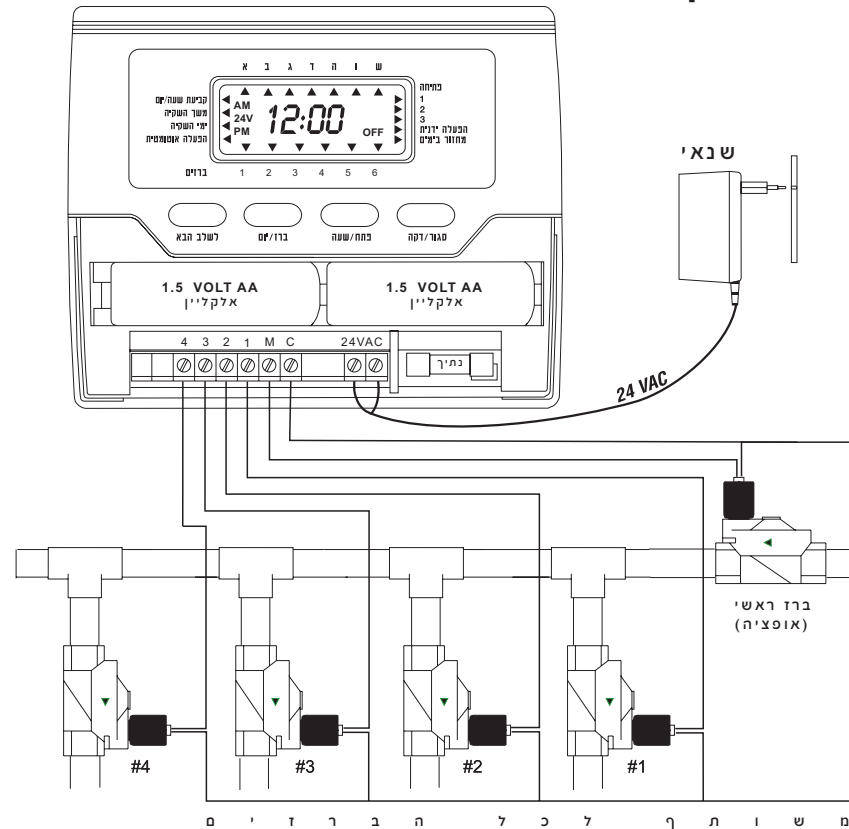 א ב ג ד ה ו ש
קביעת שעה/יום
משך השקיה
ימי השקיה
הפעלה אוטומטית
AM
24V
PM
12:00
OFF
פתיחה
1
2
3
הפעלה ידנית
מחזור בימים
ברזים 1 2 3 4 5 6
לשלב הבא ברז/יום פתח/שעה סגור/דקה
1.5 VOLT AA
אלקליין
1.5 VOLT AA
אלקליין
4 3 2 1 M C 24VAC
נתיך
שנאי
24 VAC
ברז ראשי
(אופציה)
#4 #3 #2 #1
משותף לכל הברזים